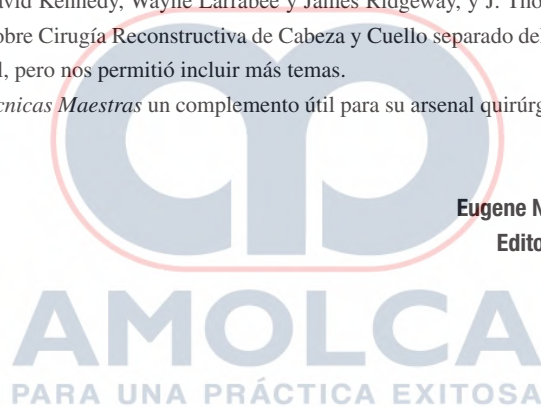 avid Kennedy, Wayne Larrabee y James Ridgeway, y J. Tho
obre Cirugía Reconstructiva de Cabeza y Cuello separado del
l, pero nos permitió incluir más temas.
cnicas Maestras un complemento útil para su arsenal quirúrg
Eugene N
Edito
AMOLCA
PARA UNA PRÁCTICA EXITOSA